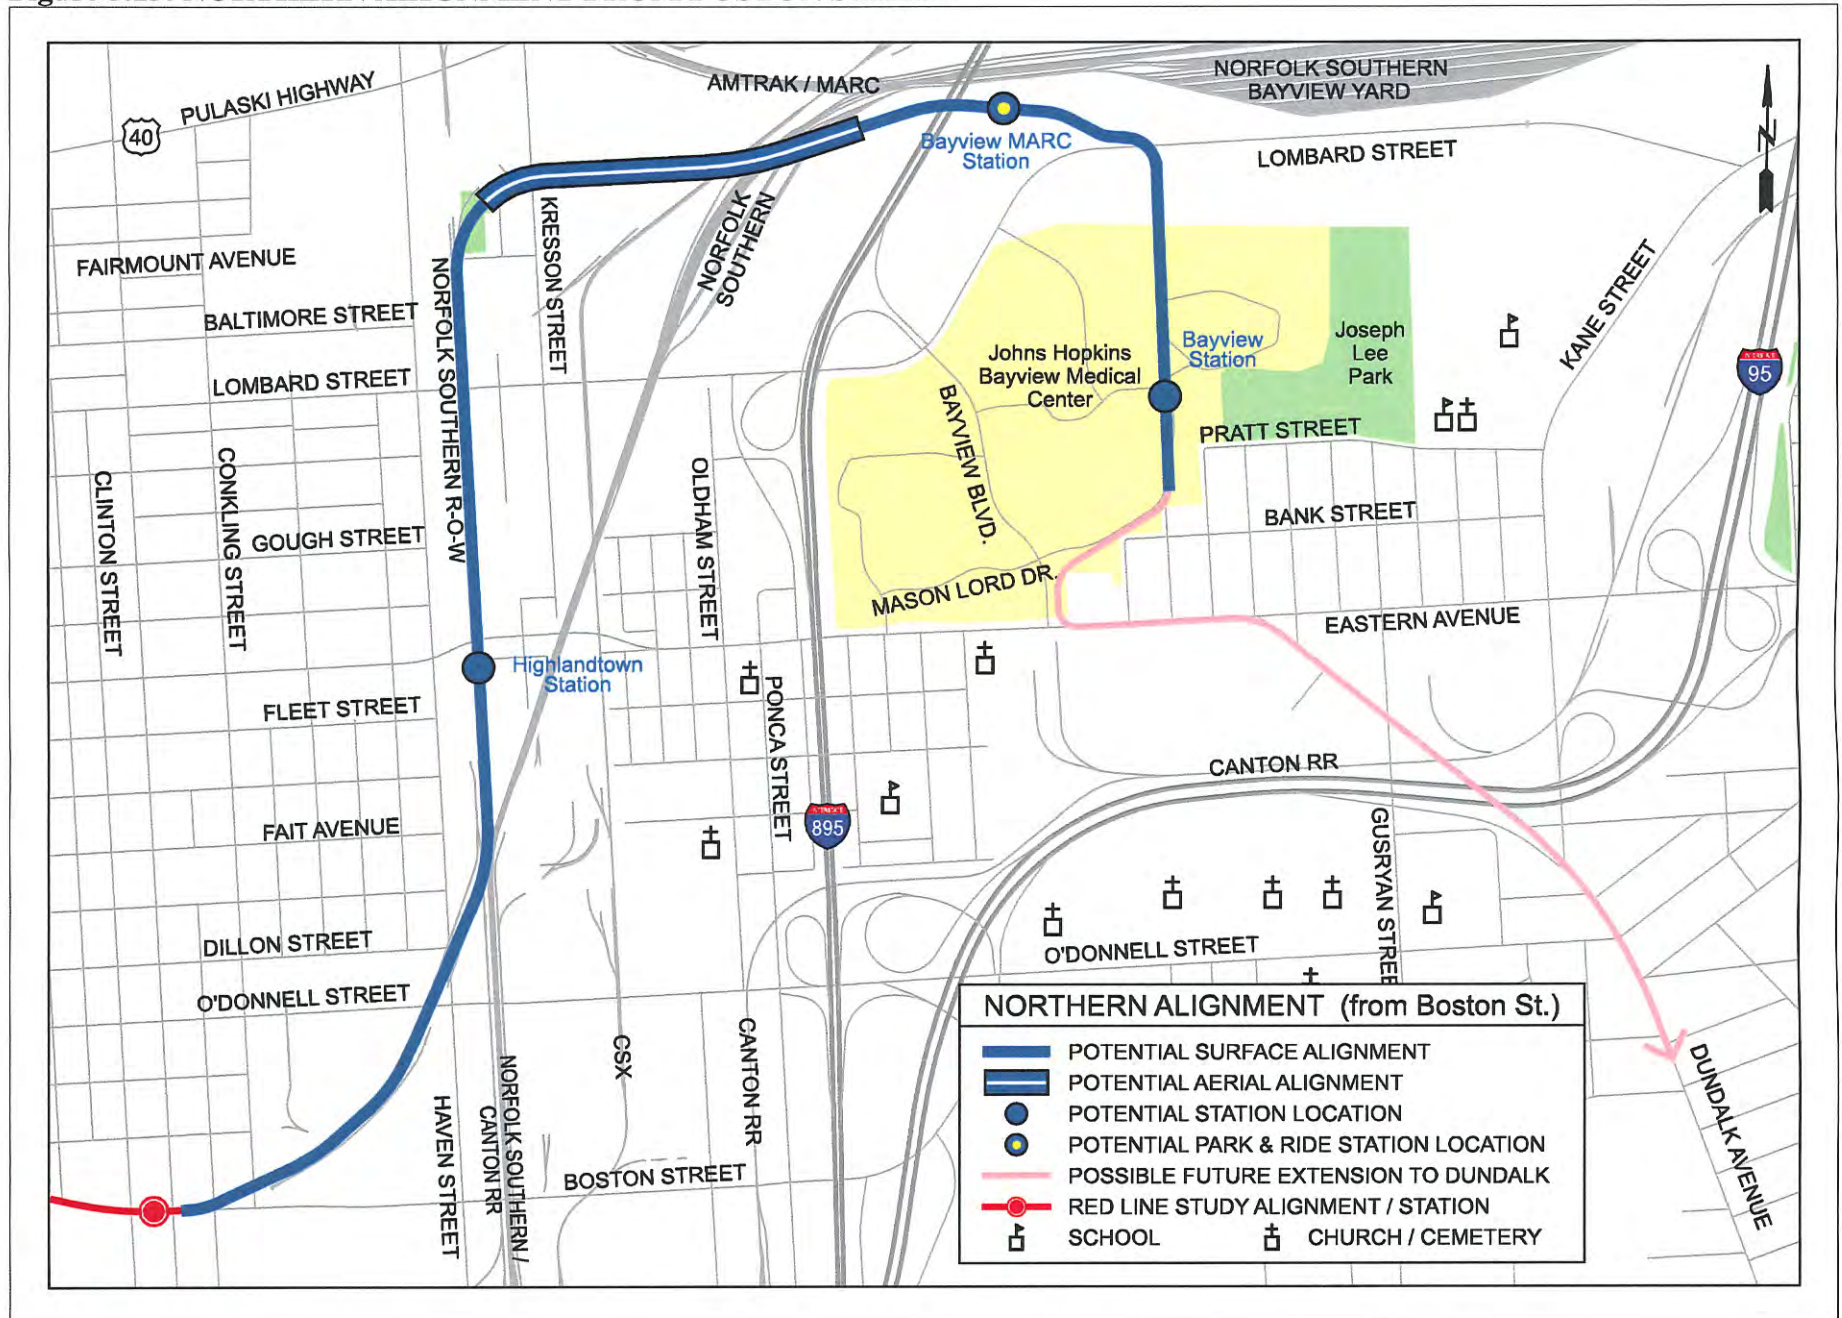 PULASKI HIGHWAY
40
AMTRAK / MARC
NORFOLK SOUTHERN
BAYVIEW YARD
N
Bayview MARC
Station
LOMBARD STREET
KRESSON STREET
NORFOLK
SOUTHERN
FAIRMOUNT AVENUE
NORFOLK SOUTHERN R-O-W
BALTIMORE STREET
KANE STREET
Joseph
Lee
Park
Bayview
Station
Johns Hopkins
Bayview Medical
Center
95
LOMBARD STREET
BAYVIEW BLVD.
PRATT STREET
CLINTON STREET
CONKLING STREET
OLDHAM STREET
GOUGH STREET
BANK STREET
MASON LORD DR.
EASTERN AVENUE
Highlandtown
Station
FLEET STREET
PONCA STREET
CANTON RR
895
FAIT AVENUE
GUSRYAN STREE
DILLON STREET
O'DONNELL STREET
O'DONNELL STREET
CSX
CANTON RR
HAVEN STREET
NORFOLK SOUTHERN /
CANTON RR
BOSTON STREET
DUNDALK AVENUE
NORTHERN ALIGNMENT (from Boston St.)
POTENTIAL SURFACE ALIGNMENT
POTENTIAL AERIAL ALIGNMENT
POTENTIAL STATION LOCATION
POTENTIAL PARK & RIDE STATION LOCATION
POSSIBLE FUTURE EXTENSION TO DUNDALK
RED LINE STUDY ALIGNMENT / STATION
SCHOOL CHURCH / CEMETERY